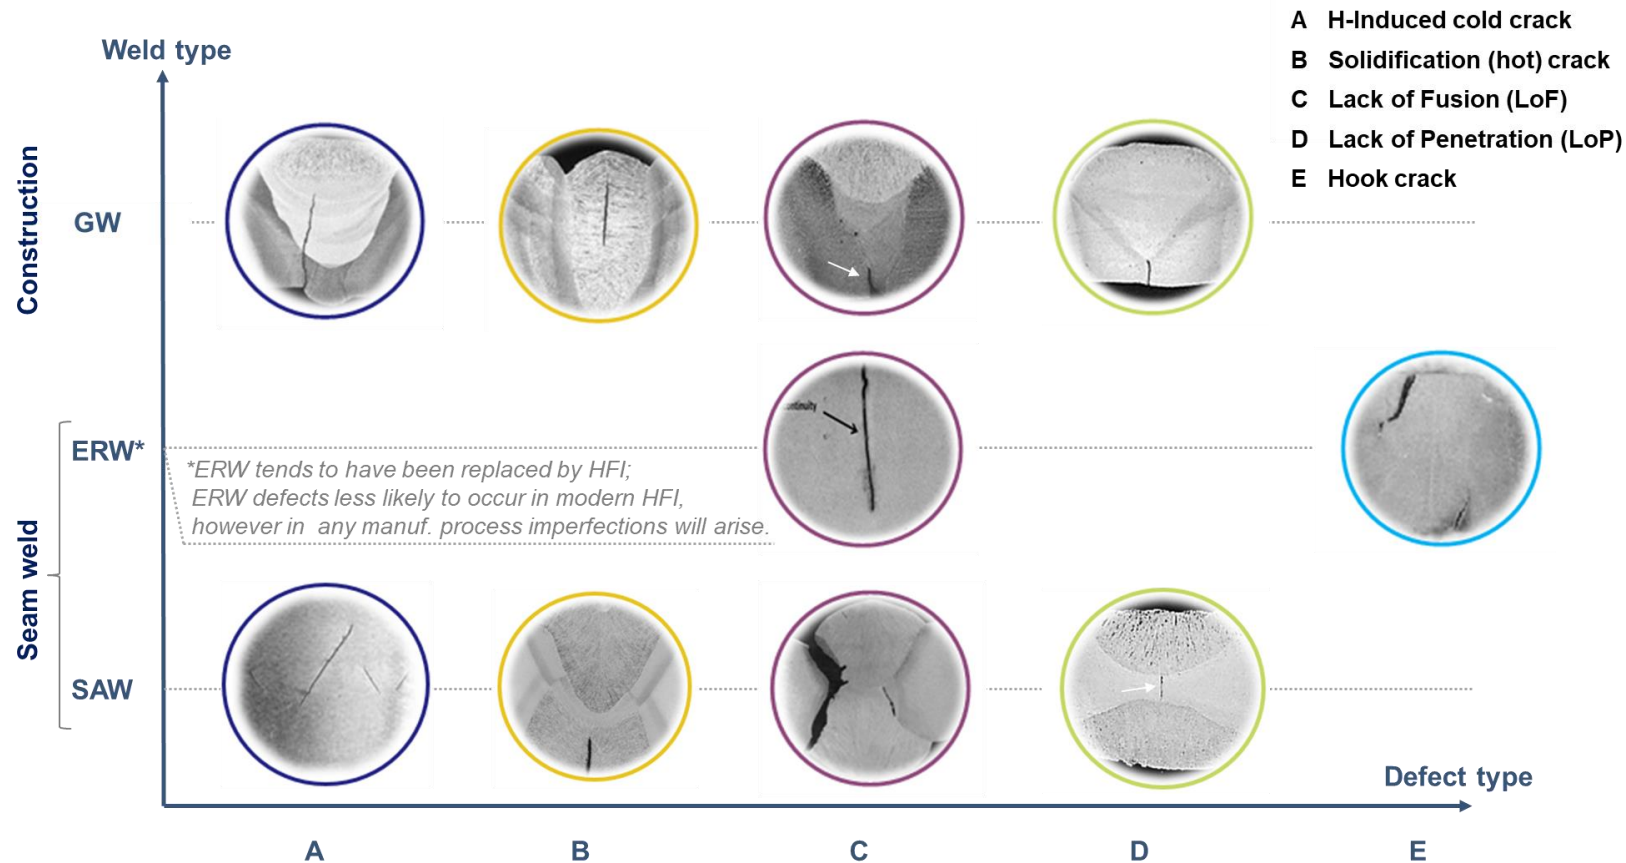 A H-Induced cold crack
B Solidification (hot) crack
C Lack of Fusion (LoF)
D Lack of Penetration (LoP)
E Hook crack
Weld type
Construction
GW
Seam weld
ERW*
*ERW tends to have been replaced by HFI;
ERW defects less likely to occur in modern HFI,
however in any manuf. process imperfections will arise.
SAW
Defect type
A B C D E